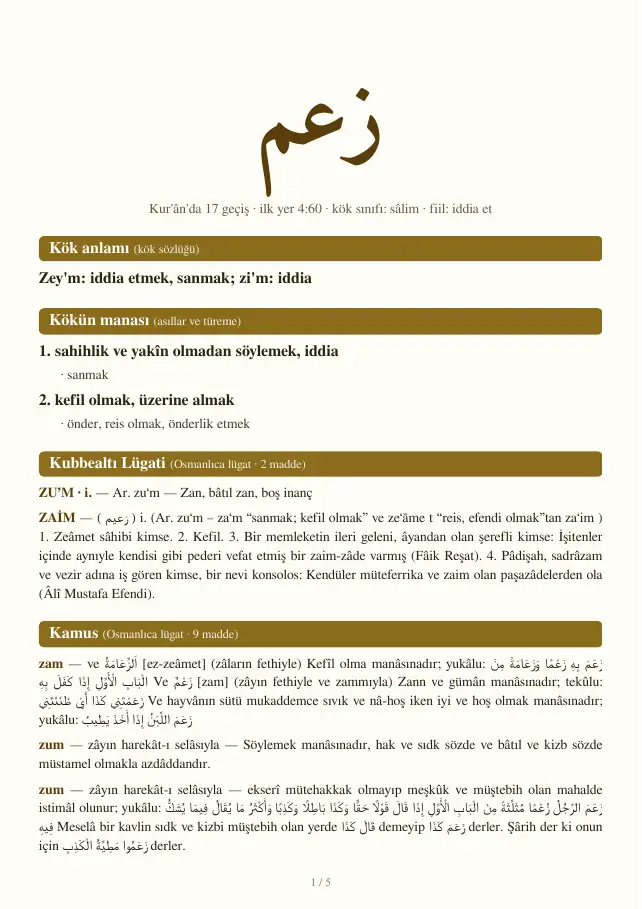 زعم
Kur'ân'da 17 geçiş · ilk yer 4:60 · kök sınıfı: sâlim · fiil: iddia et
Kök anlamı (kök sözlüğü)
Zey'm: iddia etmek, sanmak; zi'm: iddia
Kökün manası (asıllar ve türeme)
1. sahihlik ve yakîn olmadan söylemek, iddia
· sanmak
2. kefil olmak, üzerine almak
· önder, reis olmak, önderlik etmek
Kubbealtı Lügati (Osmanlıca lügat · 2 madde)
ZU’M · i. — Ar. zu‘m — Zan, bâtıl zan, boş inanç
ZAİM — ( زعيم ) i. (Ar. zu‘m – za‘m “sanmak; kefil olmak” ve ze‘āme t “reis, efendi olmak”tan za‘іm )
1. Zeâmet sâhibi kimse. 2. Kefil. 3. Bir memleketin ileri geleni, âyandan olan şerefli kimse: İşitenler
içinde aynıyle kendisi gibi pederi vefat etmiş bir zaim-zâde varmış (Fâik Reşat). 4. Pâdişah, sadrâzam
ve vezir adına iş gören kimse, bir nevi konsolos: Kendüler müteferrika ve zaim olan paşazâdelerden ola
(Âlî Mustafa Efendi).
Kamus (Osmanlıca lügat · 9 madde)
zam — ve اَلزَّعَامَةُ [ez-zeâmet] (zâların fethiyle) Kefîl olma manâsınadır; yukâlu: زَعَمَ بِهِ زَعْمًا وَزَعَامَةً مِنَ
الْبَابِ الْأَوَّلِ إِذَا كَفَلَ بِهِ Ve زَعْمٌ [zam] (zâyın fethiyle ve zammıyla) Zann ve gümân manâsınadır; tekûlu:
زَعَمَتْنِي كَذَا أَيْ ظَنَنْتَنِي Ve hayvânın sütü mukaddemce sıvık ve nâ-hoş iken iyi ve hoş olmak manâsınadır;
yukâlu: زَعَمَ اللَّبَنُ إِذَا أَخَذَ يَطِيبُ
zum — zâyın harekât-ı selâsıyla — Söylemek manâsınadır, hak ve sıdk sözde ve bâtıl ve kizb sözde
müstamel olmakla azdâddandır.
zum — zâyın harekât-ı selâsıyla — ekserî mütehakkak olmayıp meşkûk ve müştebih olan mahalde
istimâl olunur; yukâlu: زَعَمَ الرَّجُلُ زُعْمًا مُثَلَّثَةً مِنَ الْبَابِ الْأَوَّلِ إِذَا قَالَ قَوْلًا حَقًّا وَكَذَا بَاطِلًا وَكَذِبًا وَأَكْثَرُ مَا يُقَالُ فِيمَا يُشَكُّ
فِيهِ Meselâ bir kavlin sıdk ve kizbi müştebih olan yerde قَالَ كَذَا demeyip زَعَمَ كَذَا derler. Şârih der ki onun
için زَعَمُوا مَطِيَّةُ الْكَذِبِ derler.
1 / 5